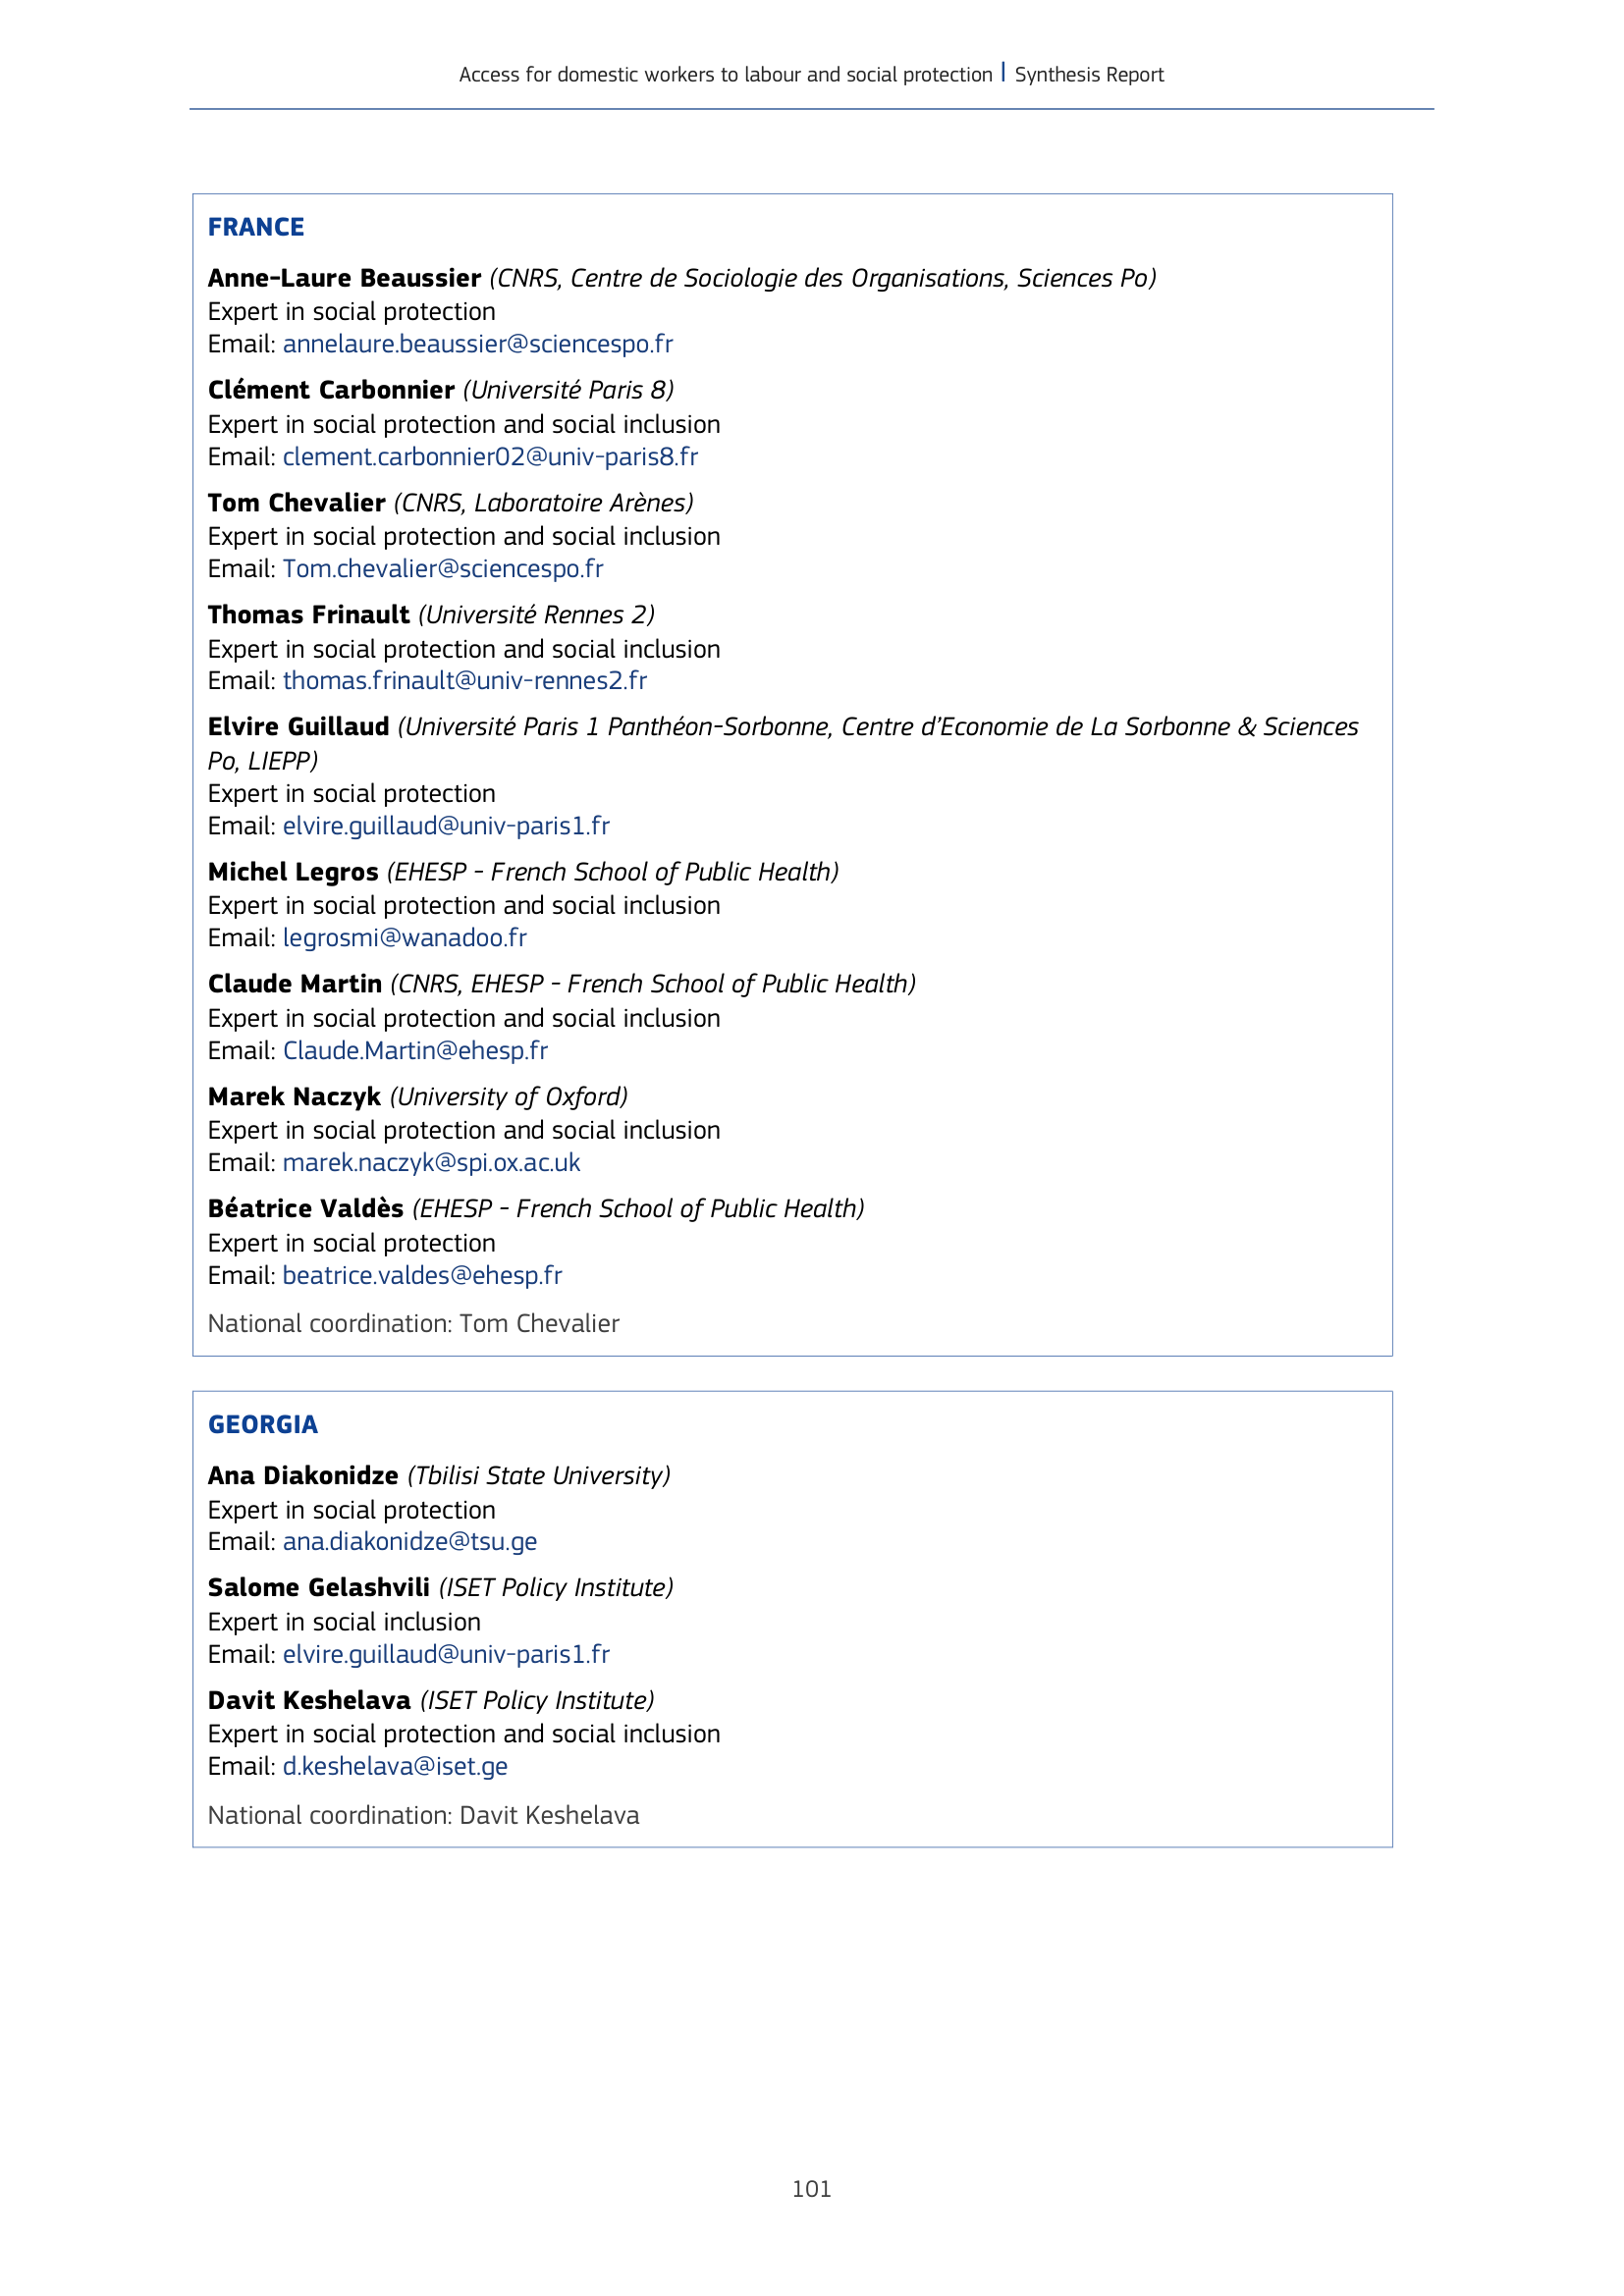 Access for domestic workers to labour and social protection | Synthesis Report
FRANCE
Anne-Laure Beaussier (CNRS, Centre de Sociologie des Organisations, Sciences Po)
Expert in social protection
Email: annelaure.beaussier@sciencespo.fr
Clément Carbonnier (Université Paris 8)
Expert in social protection and social inclusion
Email: clement.carbonnier02@univ-paris8.fr
Tom Chevalier (CNRS, Laboratoire Arènes)
Expert in social protection and social inclusion
Email: Tom.chevalier@sciencespo.fr
Thomas Frinault (Université Rennes 2)
Expert in social protection and social inclusion
Email: thomas.frinault@univ-rennes2.fr
Elvire Guillaud (Université Paris 1 Panthéon-Sorbonne, Centre d’Economie de La Sorbonne & Sciences
Po, LIEPP)
Expert in social protection
Email: elvire.guillaud@univ-paris1.fr
Michel Legros (EHESP - French School of Public Health)
Expert in social protection and social inclusion
Email: legrosmi@wanadoo.fr
Claude Martin (CNRS, EHESP - French School of Public Health)
Expert in social protection and social inclusion
Email: Claude.Martin@ehesp.fr
Marek Naczyk (University of Oxford)
Expert in social protection and social inclusion
Email: marek.naczyk@spi.ox.ac.uk
Béatrice Valdès (EHESP - French School of Public Health)
Expert in social protection
Email: beatrice.valdes@ehesp.fr
National coordination: Tom Chevalier
GEORGIA
Ana Diakonidze (Tbilisi State University)
Expert in social protection
Email: ana.diakonidze@tsu.ge
Salome Gelashvili (ISET Policy Institute)
Expert in social inclusion
Email: elvire.guillaud@univ-paris1.fr
Davit Keshelava (ISET Policy Institute)
Expert in social protection and social inclusion
Email: d.keshelava@iset.ge
National coordination: Davit Keshelava
101